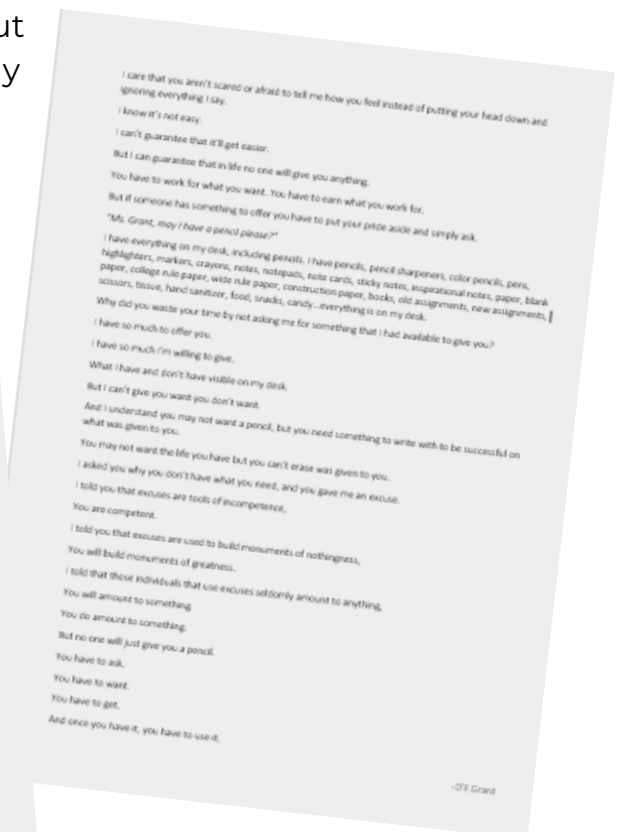 ut
y
I care that you aren't scared or afraid to tell me how you feel instead of putting your head down and
ignoring everything I say.
I know it's not easy.
I can't guarantee that it'll get easier.
But I can guarantee that in life no one will give you anything.
You have to work for what you want. You have to earn what you work for.
But if someone has something to offer you have to put your pride aside and simply ask.
"Ms. Grant, may I have a pencil please?"
I have everything on my desk, including pencils. I have pencils, pencil sharpeners, color pencils, pens,
highlighters, markers, crayons, notes, notepads, note cards, sticky notes, inspirational notes, paper, blank
paper, college rule paper, wide rule paper, construction paper, books, old assignments, new assignments,
scissors, tissue, hand sanitizer, food, snacks, candy...everything is on my desk.
Why did you waste your time by not asking me for something that I had available to give you?
I have so much to offer you.
I have so much I'm willing to give.
What I have and don't have visible on my desk.
But I can't give you want you don't want.
And I understand you may not want a pencil, but you need something to write with to be successful on
what was given to you.
You may not want the life you have but you can't erase was given to you.
I asked you why you don't have what you need, and you gave me an excuse.
I told you that excuses are tools of incompetence,
You are competent.
I told you that excuses are used to build monuments of nothingness,
You will build monuments of greatness.
I told that those individuals that use excuses seldomly amount to anything,
You will amount to something.
You do amount to something.
But no one will just give you a pencil.
You have to ask.
You have to want.
You have to get.
And once you have it, you have to use it.
-D'E Grant